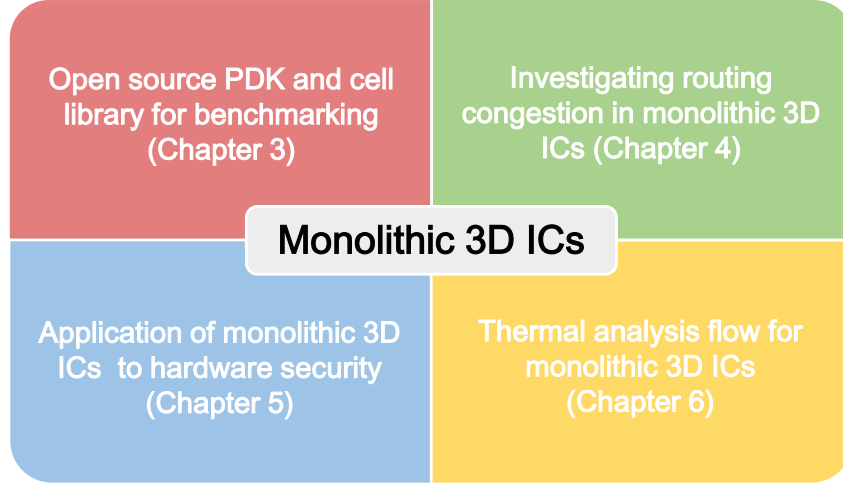 Open source PDK and cell
library for benchmarking
(Chapter 3)
Investigating routing
congestion in monolithic 3D
ICs (Chapter 4)
Monolithic 3D ICs
Application of monolithic 3D
ICs  to hardware security
(Chapter 5)
Thermal analysis flow for
monolithic 3D ICs
(Chapter 6)